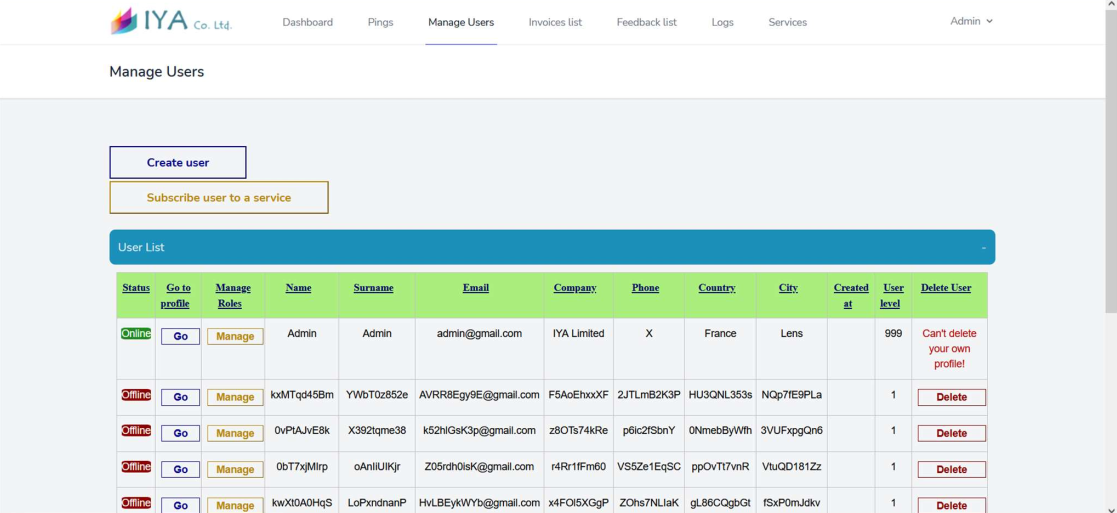 IYA Co. Ltd. Dashboard Pings Manage Users Invoices list Feedback list Logs Services Admin
Manage Users
Create user
Subscribe user to a service
User List -
Status Go to profile Manage Roles Name Surname Email Company Phone Country City Created at User level Delete User
Online Go Manage Admin Admin admin@gmail.com IYA Limited X France Lens 999 Can't delete your own profile!
Offline Go Manage kxMTqd45Bm YWbT0z852e AVRR8Egy9E@gmail.com F5AoEhxxXF 2JTLmB2K3P HU3QNL353s NQp7fE9PLa 1 Delete
Offline Go Manage 0vPtAJvE8k X392tqme38 k52hlGsK3p@gmail.com z8OTs74kRe p6ic2fSbnY 0NmebByWfh 3VUFxpgQn6 1 Delete
Offline Go Manage 0bT7xjMIrp oAnIiUIKjr Z05rdh0isK@gmail.com r4Rr1fFm60 VS5Ze1EqSC ppOvTt7vnR VtuQD181Zz 1 Delete
Offline Go Manage kwXt0A0HqS LoPxndnanP HvLBEykWYb@gmail.com x4FOI5XGgP ZOhs7NLIaK gL86CQgbGt fSxP0mJdkv 1 Delete